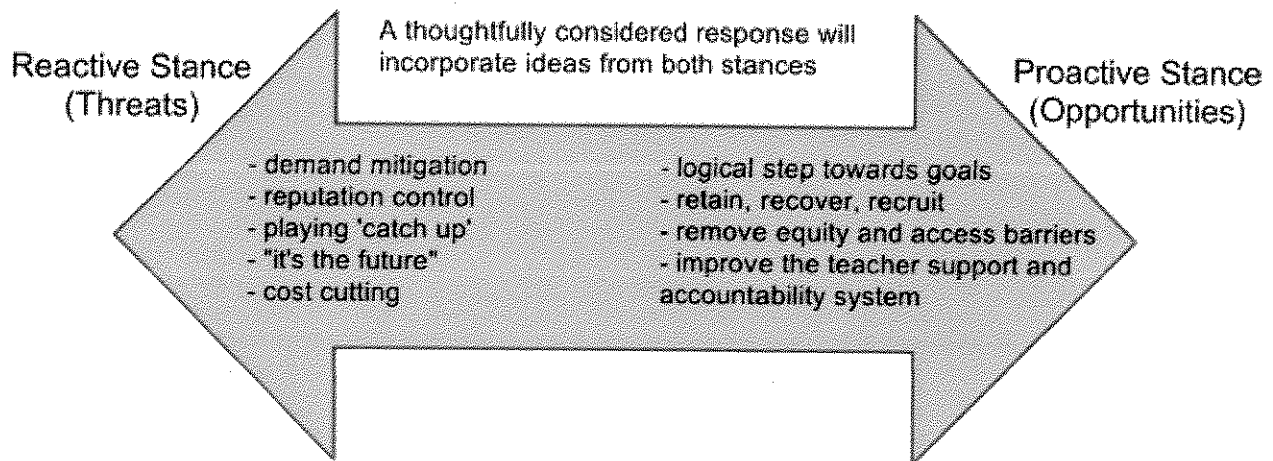 A thoughtfully considered response will
incorporate ideas from both stances
Reactive Stance
(Threats)
Proactive Stance
(Opportunities)
- demand mitigation
- reputation control
- playing 'catch up'
- "it's the future"
- cost cutting
- logical step towards goals
- retain, recover, recruit
- remove equity and access barriers
- improve the teacher support and
accountability system